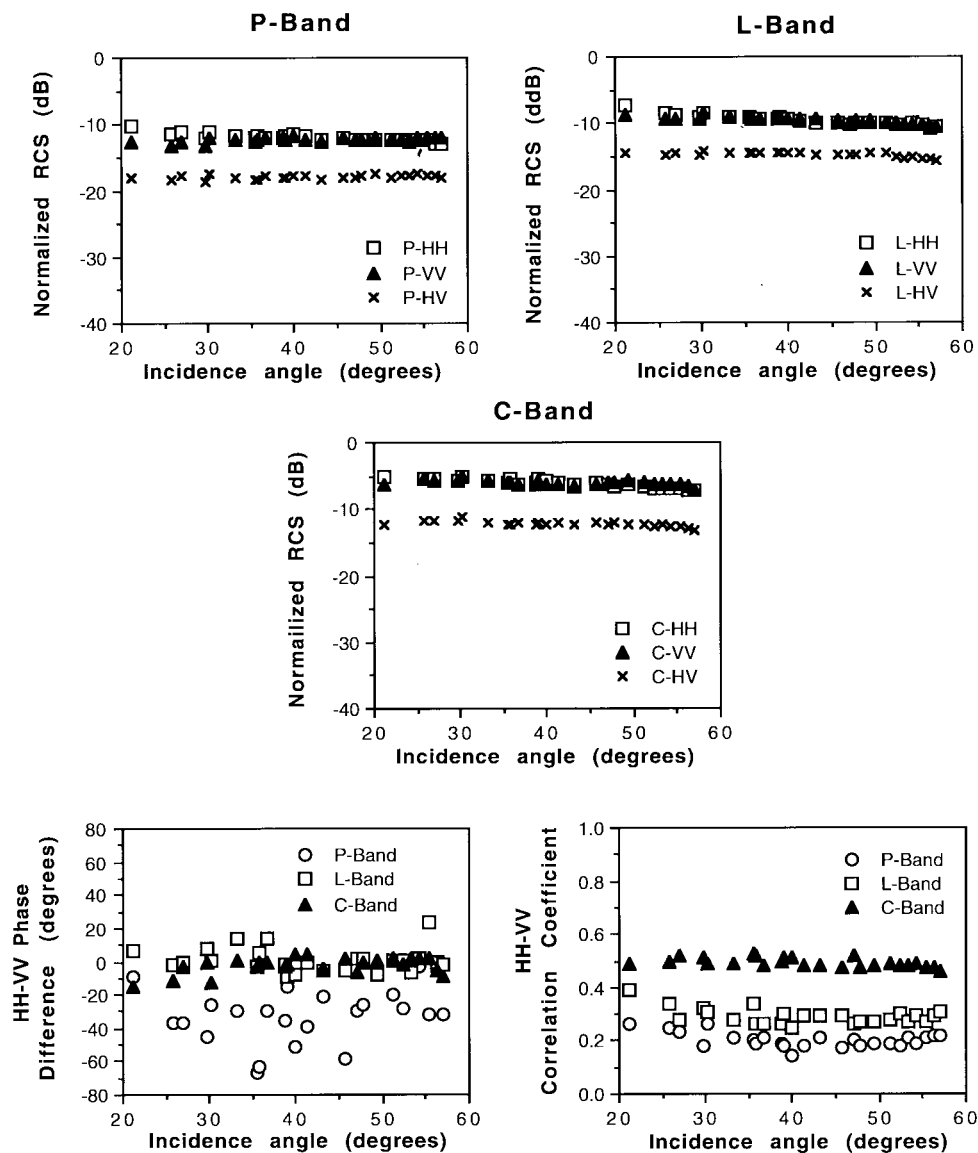 P-Band
Normalized RCS (dB)
0
-10
-20
-30
-40
P-HH
P-VV
P-HV
20 30 40 50 60
Incidence angle (degrees)
L-Band
Normalized RCS (ddB)
0
-10
-20
-30
-40
L-HH
L-VV
L-HV
20 30 40 50 60
Incidence angle (degrees)
C-Band
Normailized RCS (dB)
0
-10
-20
-30
-40
C-HH
C-VV
C-HV
20 30 40 50 60
Incidence angle (degrees)
HH-VV Phase
Difference (degrees)
80
60
40
20
0
-20
-40
-60
-80
P-Band
L-Band
C-Band
20 30 40 50 60
Incidence angle (degrees)
HH-VV
Correlation Coefficient
1.0
0.8
0.6
0.4
0.2
0.0
P-Band
L-Band
C-Band
20 30 40 50 60
Incidence angle (degrees)